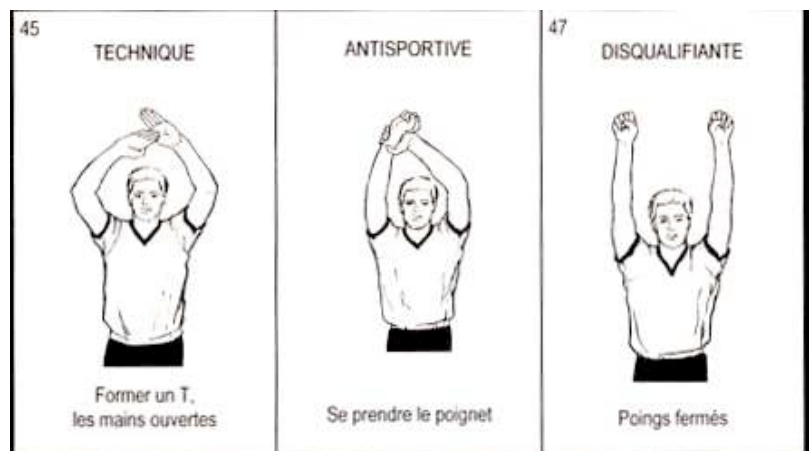 45
TECHNIQUE
Former un T,
les mains ouvertes
ANTISPORTIVE
Se prendre le poignet
47
DISQUALIFIANTE
Poings fermés